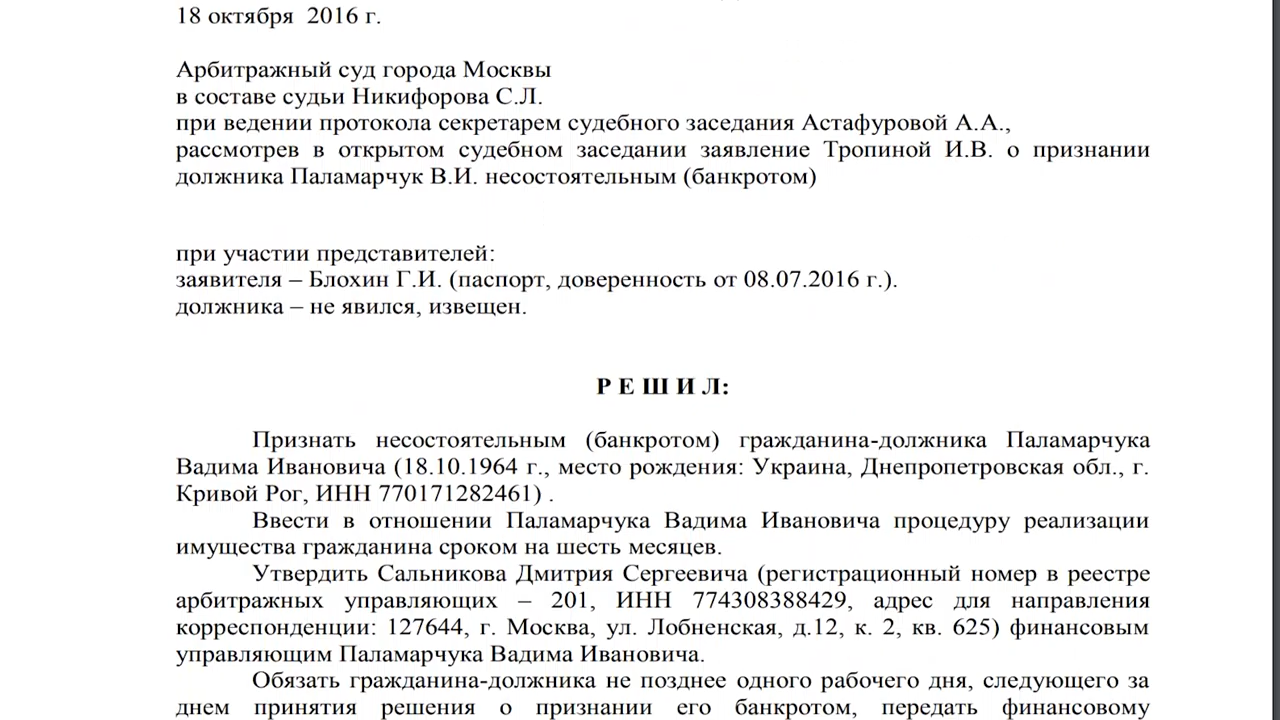 18 октября 2016 г.
Арбитражный суд города Москвы
в составе судьи Никифорова С.Л.
при ведении протокола секретарем судебного заседания Астафуровой А.А.,
рассмотрев в открытом судебном заседании заявление Тропиной И.В. о признании
должника Паламарчук В.И. несостоятельным (банкротом)
при участии представителей:
заявителя – Блохин Г.И. (паспорт, доверенность от 08.07.2016 г.).
должника – не явился, извещен.
Р Е Ш И Л:
Признать несостоятельным (банкротом) гражданина-должника Паламарчука
Вадима Ивановича (18.10.1964 г., место рождения: Украина, Днепропетровская обл., г.
Кривой Рог, ИНН 770171282461) .
Ввести в отношении Паламарчука Вадима Ивановича процедуру реализации
имущества гражданина сроком на шесть месяцев.
Утвердить Сальникова Дмитрия Сергеевича (регистрационный номер в реестре
арбитражных управляющих – 201, ИНН 774308388429, адрес для направления
корреспонденции: 127644, г. Москва, ул. Лобненская, д.12, к. 2, кв. 625) финансовым
управляющим Паламарчука Вадима Ивановича.
Обязать гражданина-должника не позднее одного рабочего дня, следующего за
днем принятия решения о признании его банкротом, передать финансовому